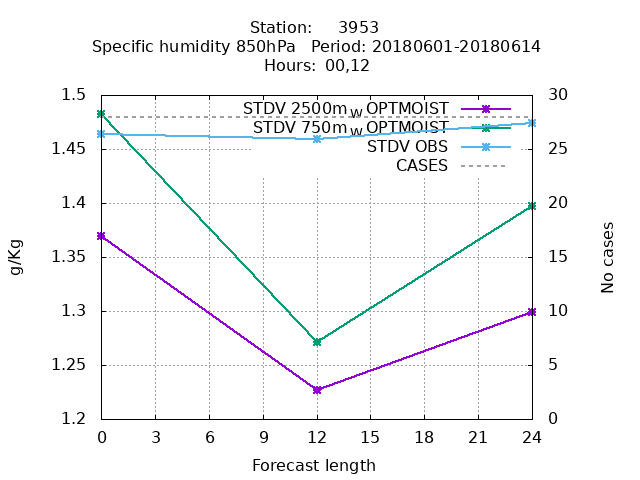 Station: 3953
Specific humidity 850hPa Period: 20180601-20180614
Hours: 00,12
1.5
1.45
1.4
1.35
1.3
1.25
1.2
g/Kg
STDV 2500m_W OPTMOIST
STDV 750m_W OPTMOIST
STDV OBS
CASES
30
25
20
15
10
5
0
No cases
0 3 6 9 12 15 18 21 24
Forecast length